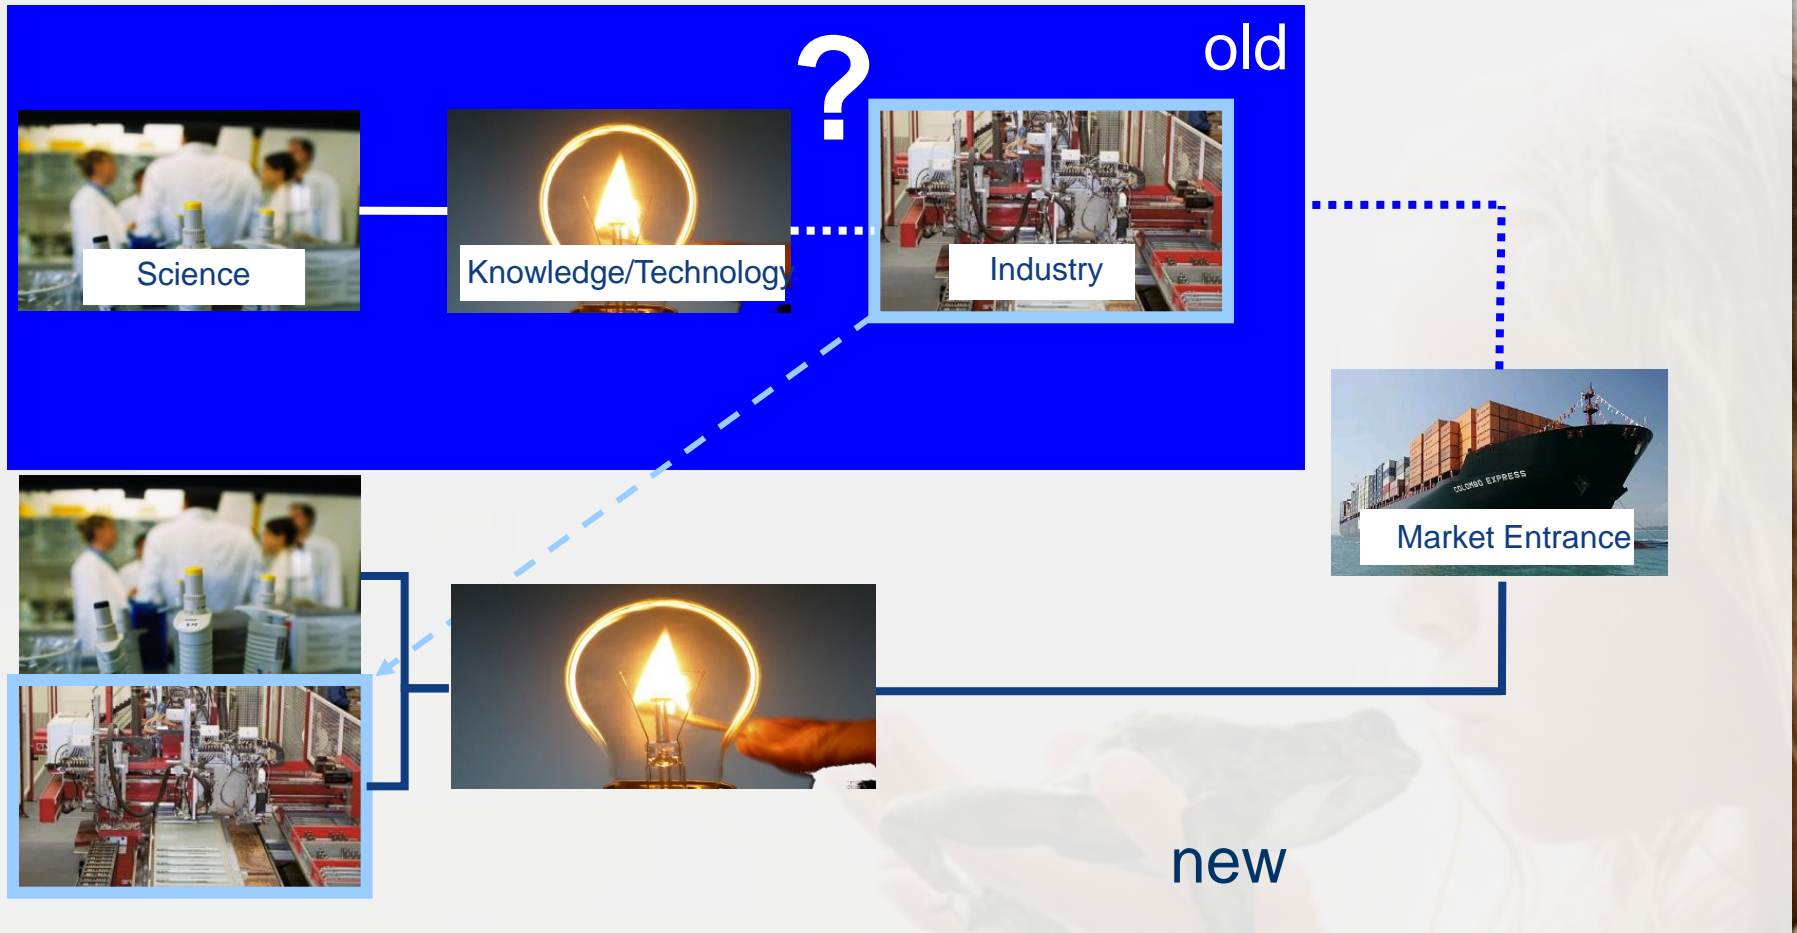 old
?
Science
Knowledge/Technology
Industry
COLOMBO EXPRESS
Market Entrance
new